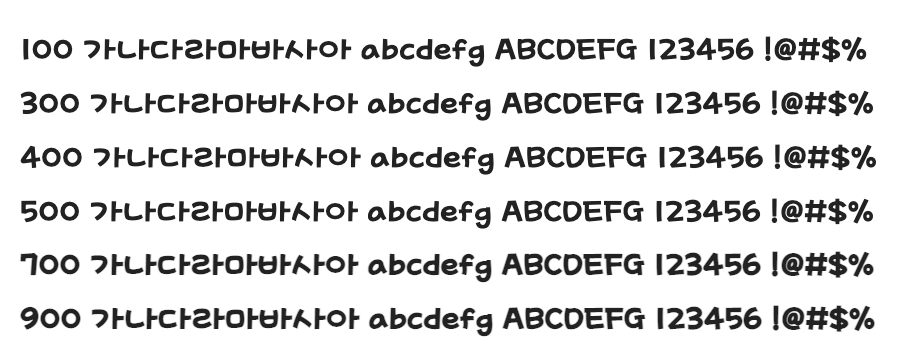 100 가나다라마바사아 abcdefg ABCDEFG 123456 !@#$%
300 가나다라마바사아 abcdefg ABCDEFG 123456 !@#$%
400 가나다라마바사아 abcdefg ABCDEFG 123456 !@#$%
500 가나다라마바사아 abcdefg ABCDEFG 123456 !@#$%
700 가나다라마바사아 abcdefg ABCDEFG 123456 !@#$%
900 가나다라마바사아 abcdefg ABCDEFG 123456 !@#$%